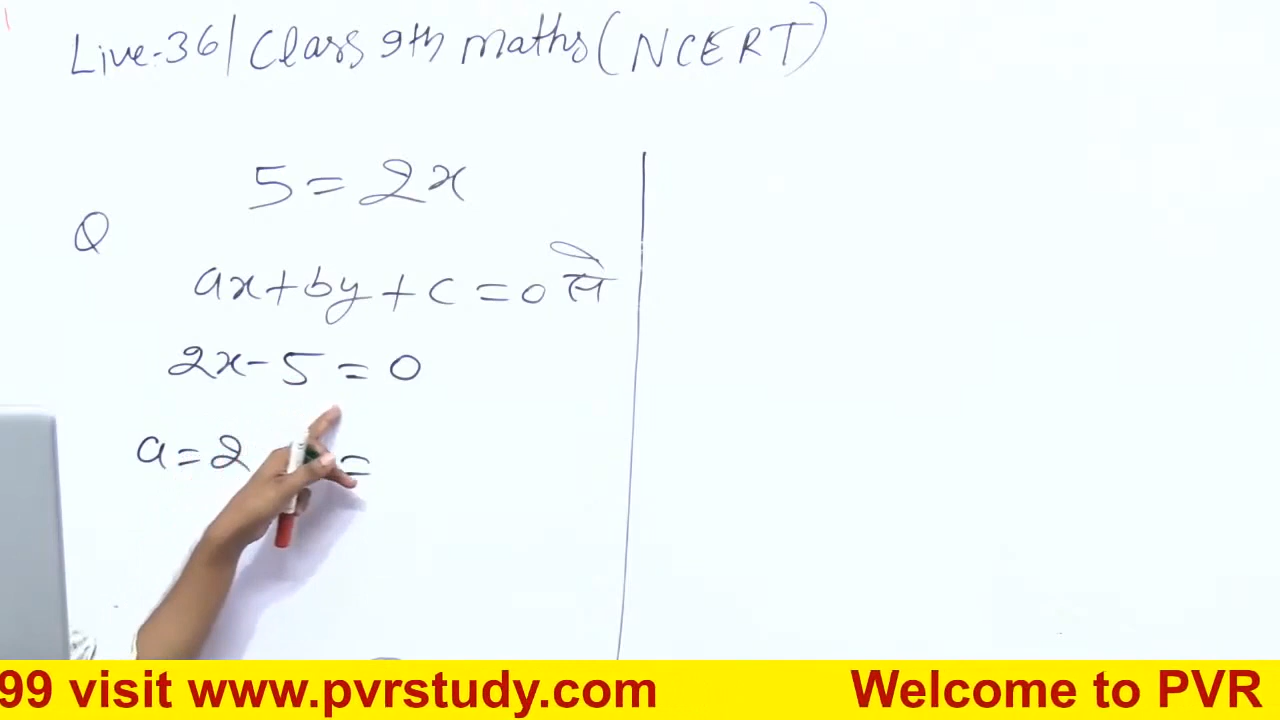 Live-36/Class 9th maths (NCERT)
5 = 2x
Q
ax + by + c = 0 से
2x - 5 = 0
a = 2 =
99 visit www.pvrstudy.com Welcome to PVR